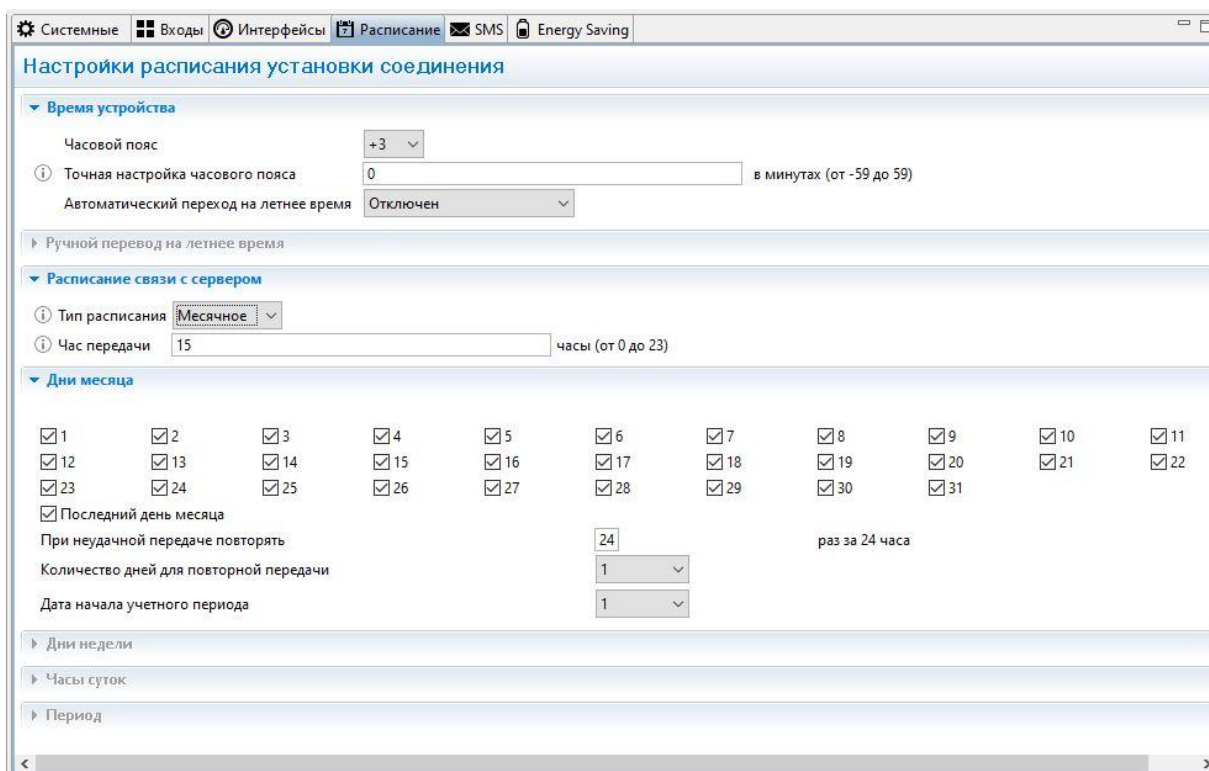 Системные Входы Интерфейсы Расписание SMS Energy Saving
Настройки расписания установки соединения
Время устройства
Часовой пояс +3
Точная настройка часового пояса 0 в минутах (от -59 до 59)
Автоматический переход на летнее время Отключен
Ручной перевод на летнее время
Расписание связи с сервером
Тип расписания Месячное
Час передачи 15 часы (от 0 до 23)
Дни месяца
1 2 3 4 5 6 7 8 9 10 11
12 13 14 15 16 17 18 19 20 21 22
23 24 25 26 27 28 29 30 31
Последний день месяца
При неудачной передаче повторять 24 раз за 24 часа
Количество дней для повторной передачи 1
Дата начала учетного периода 1
Дни недели
Часы суток
Период